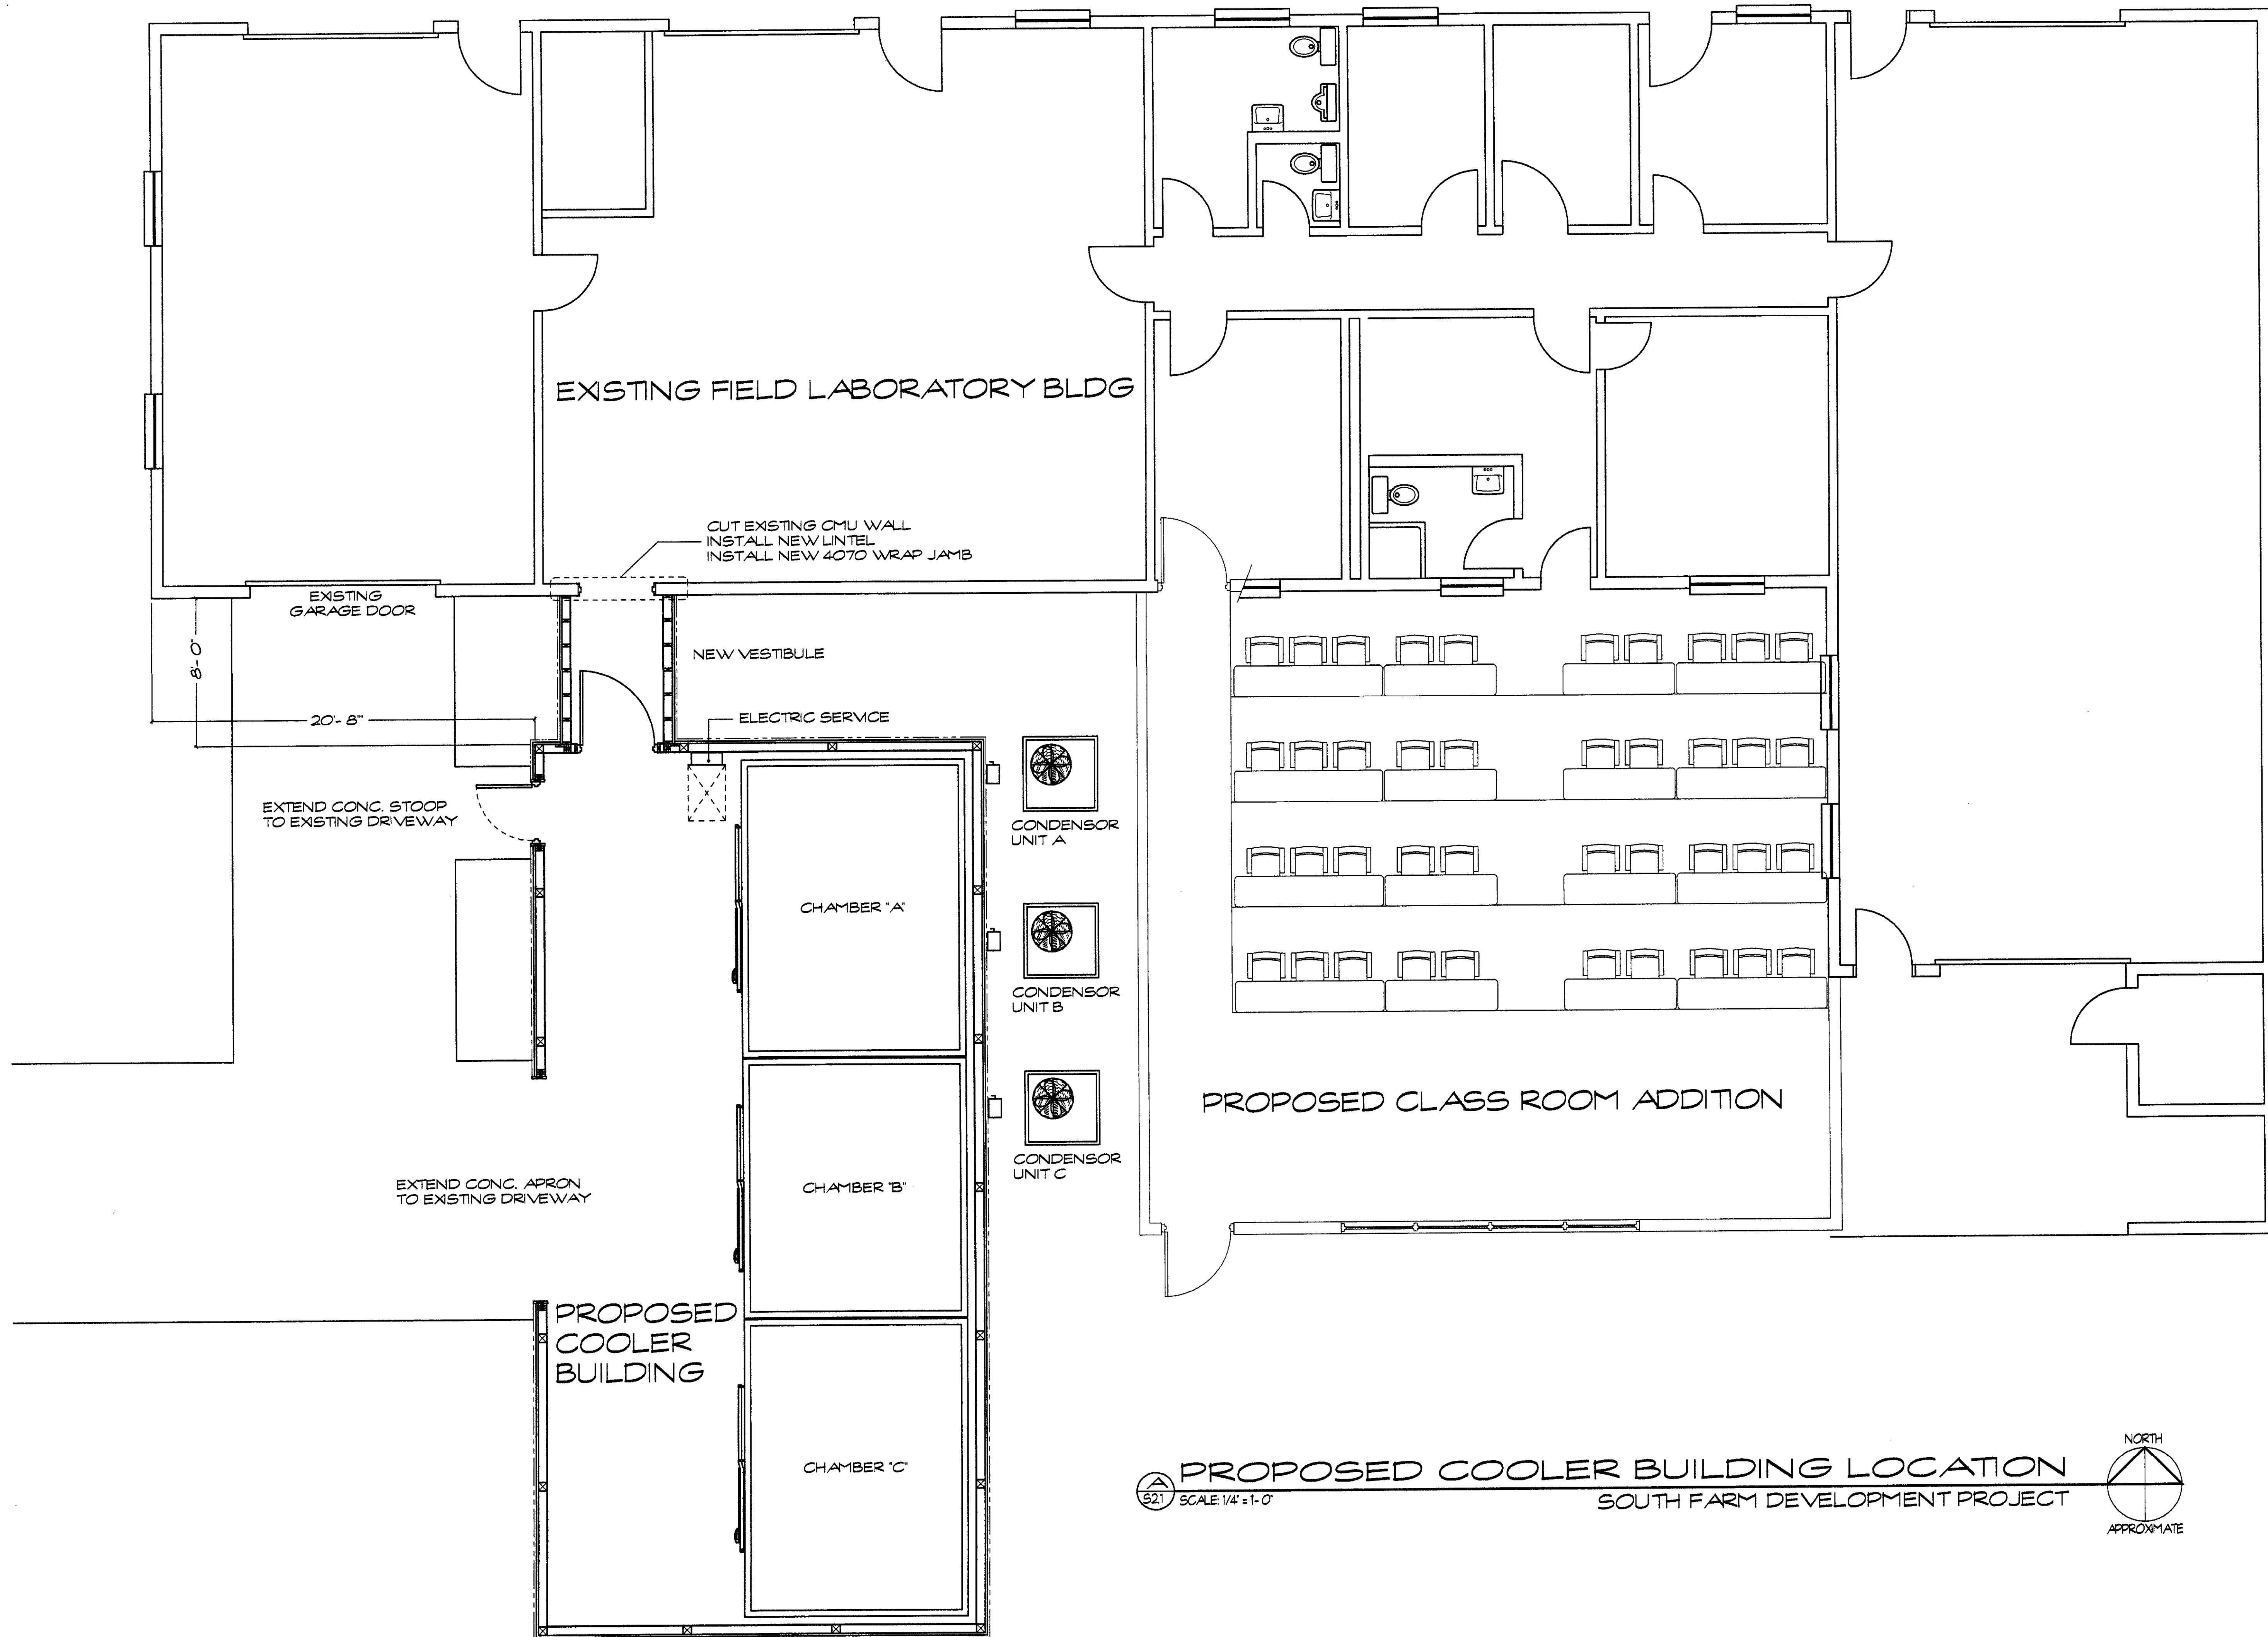 EXISTING FIELD LABORATORY BLDG
CUT EXISTING CMU WALL
INSTALL NEW LINTEL
INSTALL NEW 4070 WRAP JAMB
EXISTING
GARAGE DOOR
8'-0"
NEW VESTIBULE
20'-8"
ELECTRIC SERVICE
EXTEND CONC. STOOP
TO EXISTING DRIVEWAY
CONDENSOR
UNIT A
CHAMBER "A"
CONDENSOR
UNIT B
PROPOSED CLASS ROOM ADDITION
CONDENSOR
UNIT C
EXTEND CONC. APRON
TO EXISTING DRIVEWAY
CHAMBER "B"
PROPOSED
COOLER
BUILDING
CHAMBER "C"
A
S2.1
PROPOSED COOLER BUILDING LOCATION
SCALE: 1/4" = 1'-0"
SOUTH FARM DEVELOPMENT PROJECT
NORTH
APPROXIMATE